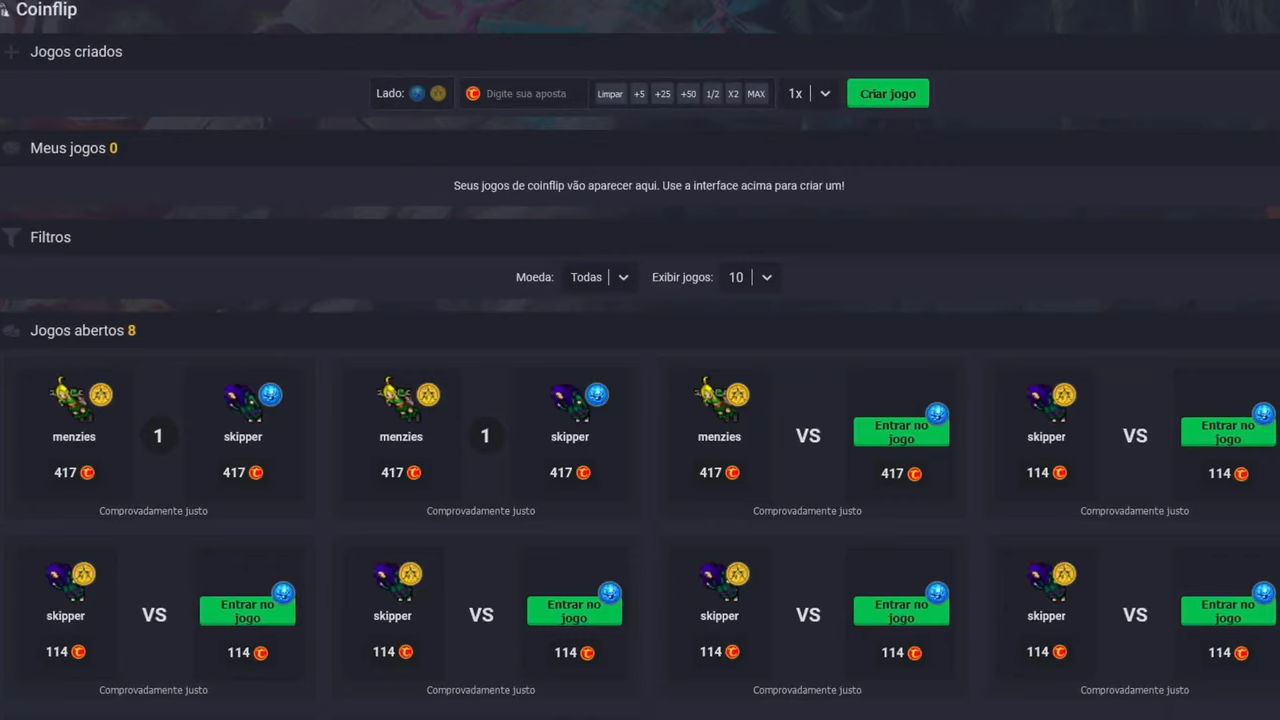 Coinflip
Jogos criados
Lado: Digite sua aposta Limpar +5 +25 +50 1/2 X2 MAX 1x Criar jogo
Meus jogos 0
Seus jogos de coinflip vão aparecer aqui. Use a interface acima para criar um!
Filtros
Moeda: Todas Exibir jogos: 10
Jogos abertos 8
menzies 1 skipper
417 417
Comprovadamente justo
menzies 1 skipper
417 417
Comprovadamente justo
menzies VS Entrar no
jogo
417 417
Comprovadamente justo
skipper VS Entrar no
jogo
114 114
Comprovadamente justo
skipper VS Entrar no
jogo
114 114
Comprovadamente justo
skipper VS Entrar no
jogo
114 114
Comprovadamente justo
skipper VS Entrar no
jogo
114 114
Comprovadamente justo
skipper VS Entrar no
jogo
114 114
Comprovadamente justo